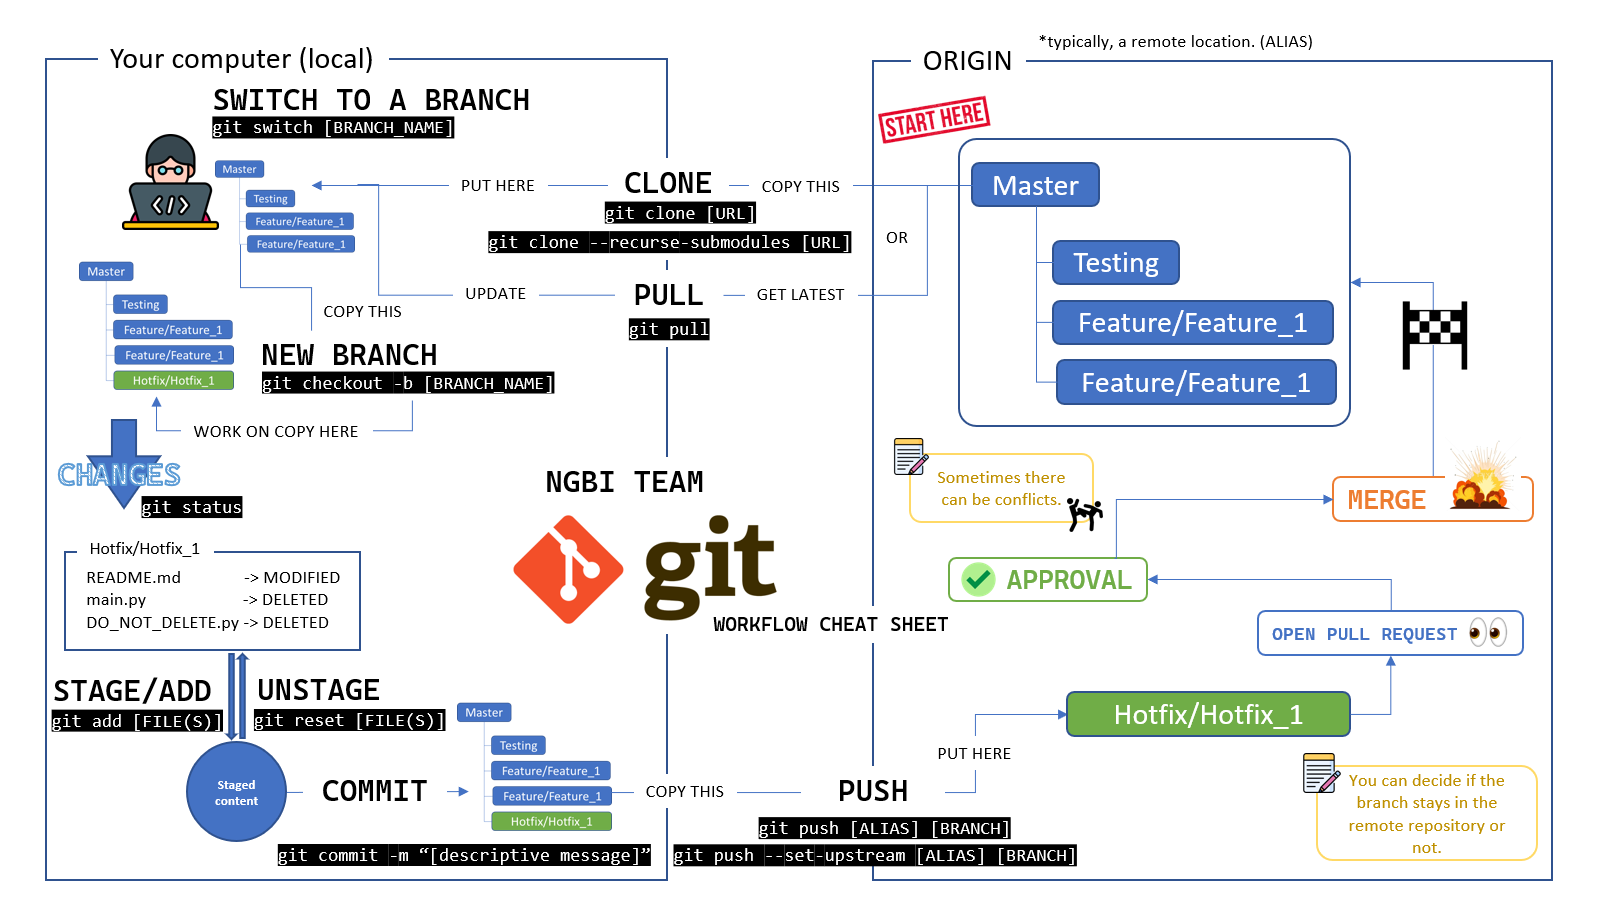 *typically, a remote location. (ALIAS)
Your computer (local)
ORIGIN
SWITCH TO A BRANCH
git switch [BRANCH_NAME]
START HERE
Master
Testing
Feature/Feature_1
Feature/Feature_1
PUT HERE
CLONE
COPY THIS
git clone [URL]
git clone --recurse-submodules [URL]
OR
UPDATE
PULL
GET LATEST
git pull
Master
Testing
Feature/Feature_1
Feature/Feature_1
Master
Testing
Feature/Feature_1
Feature/Feature_1
Hotfix/Hotfix_1
COPY THIS
NEW BRANCH
git checkout -b [BRANCH_NAME]
WORK ON COPY HERE
CHANGES
git status
NGBI TEAM
git
WORKFLOW CHEAT SHEET
Sometimes there
can be conflicts.
MERGE
APPROVAL
OPEN PULL REQUEST
Hotfix/Hotfix_1
Hotfix/Hotfix_1
README.md -> MODIFIED
main.py -> DELETED
DO_NOT_DELETE.py -> DELETED
STAGE/ADD
git add [FILE(S)]
UNSTAGE
git reset [FILE(S)]
Staged
content
COMMIT
git commit -m “[descriptive message]”
Master
Testing
Feature/Feature_1
Feature/Feature_1
Hotfix/Hotfix_1
COPY THIS
PUSH
PUT HERE
git push [ALIAS] [BRANCH]
git push --set-upstream [ALIAS] [BRANCH]
You can decide if the
branch stays in the
remote repository or
not.